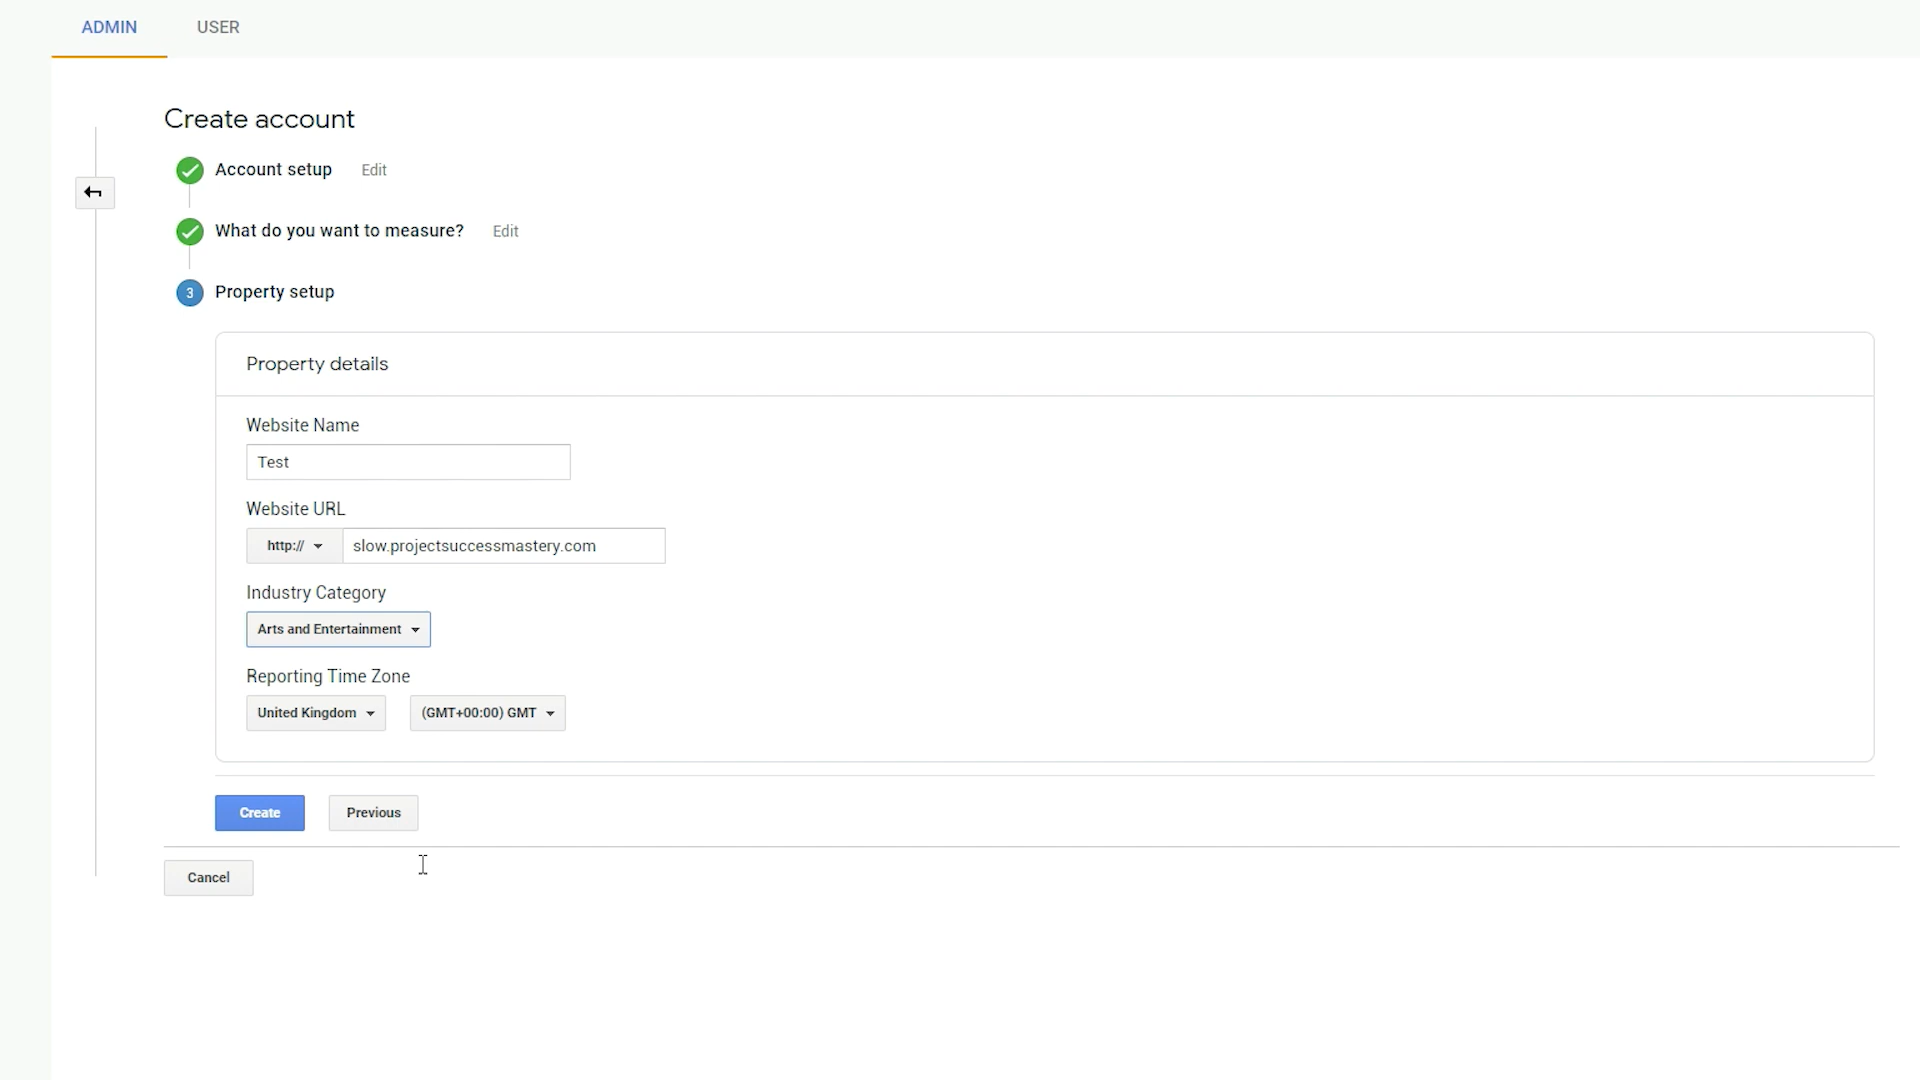 ADMIN USER
Create account
Account setup Edit
What do you want to measure? Edit
3 Property setup
Property details
Website Name
Test
Website URL
http:// slow.projectsuccessmastery.com
Industry Category
Arts and Entertainment
Reporting Time Zone
United Kingdom (GMT+00:00) GMT
Create Previous
Cancel